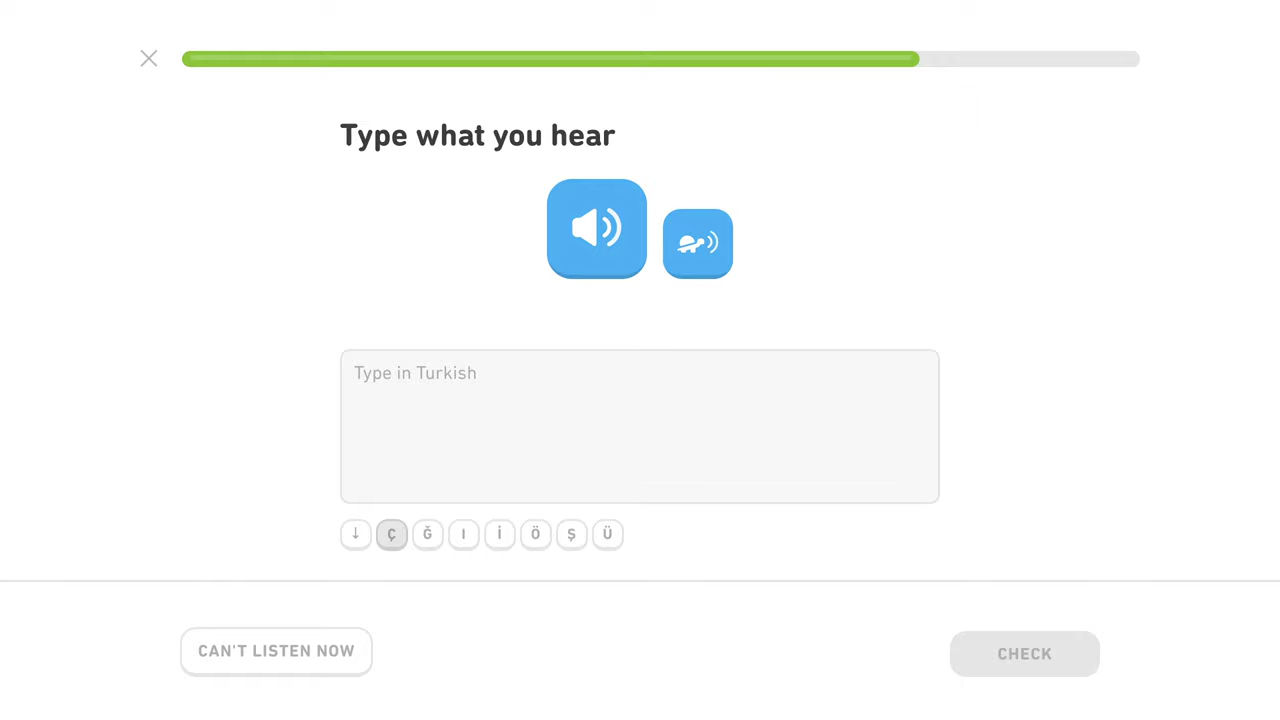 Type what you hear
Type in Turkish
↓ Ç Ğ I İ Ö Ş Ü
CAN'T LISTEN NOW
CHECK